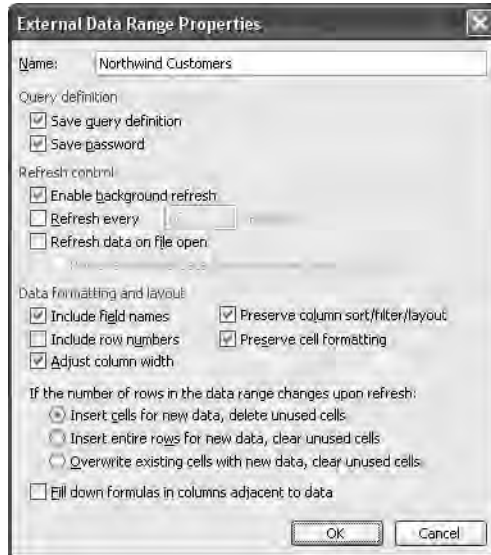 External Data Range Properties
Name: Northwind Customers
Query definition
Save query definition
Save password
Refresh control
Enable background refresh
Refresh every
Refresh data on file open
Data formatting and layout
Include field names Preserve column sort/filter/layout
Include row numbers Preserve cell formatting
Adjust column width
If the number of rows in the data range changes upon refresh:
Insert cells for new data, delete unused cells
Insert entire rows for new data, clear unused cells
Overwrite existing cells with new data, clear unused cells
Fill down formulas in columns adjacent to data
OK Cancel